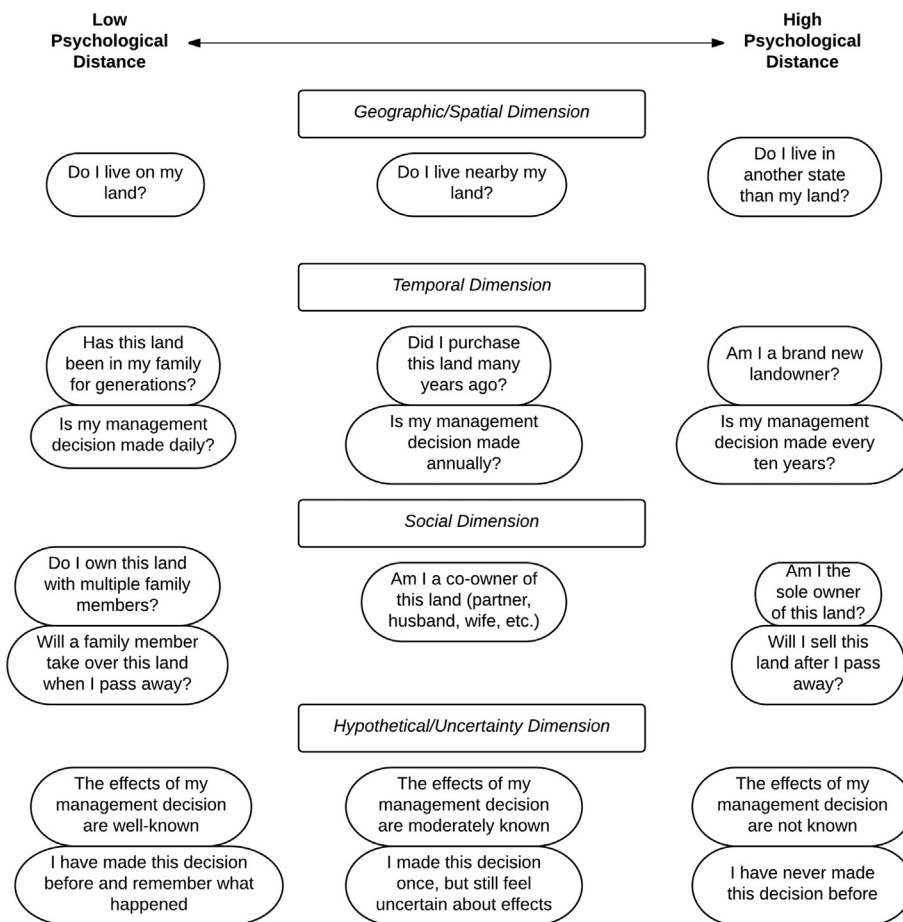 Low
Psychological
Distance
High
Psychological
Distance
Geographic/Spatial Dimension
Do I live on my
land?
Do I live nearby my
land?
Do I live in
another state
than my land?
Temporal Dimension
Has this land
been in my family
for generations?
Did I purchase
this land many
years ago?
Am I a brand new
landowner?
Is my management
decision made daily?
Is my management
decision made
annually?
Is my management
decision made every
ten years?
Social Dimension
Do I own this land
with multiple family
members?
Am I a co-owner of
this land (partner,
husband, wife, etc.)
Am I the
sole owner
of this land?
Will a family member
take over this land
when I pass away?
Will I sell this
land after I pass
away?
Hypothetical/Uncertainty Dimension
The effects of my
management decision
are well-known
The effects of my
management decision
are moderately known
The effects of my
management decision
are not known
I have made this decision
before and remember what
happened
I made this decision
once, but still feel
uncertain about effects
I have never made
this decision before